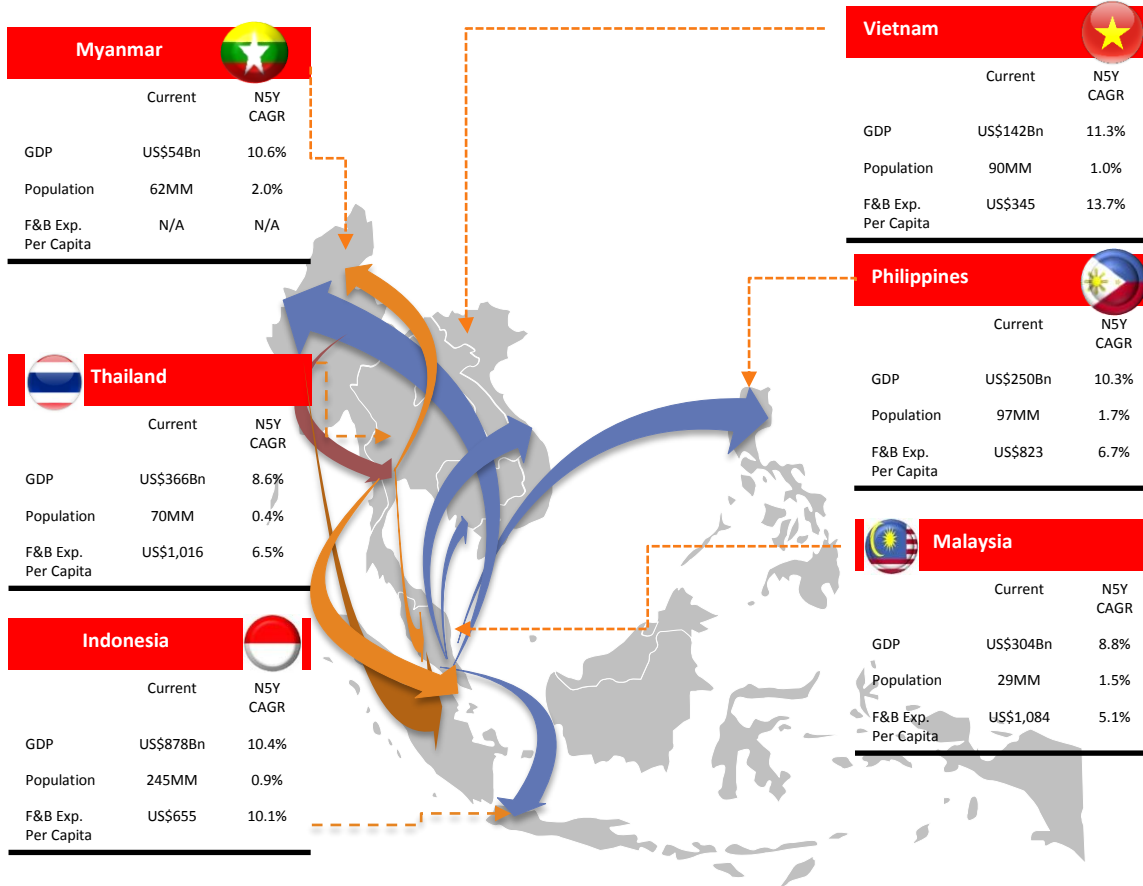 Myanmar
Current N5Y
CAGR
GDP US$54Bn 10.6%
Population 62MM 2.0%
F&B Exp.
Per Capita N/A N/A
Thailand
Current N5Y
CAGR
GDP US$366Bn 8.6%
Population 70MM 0.4%
F&B Exp.
Per Capita US$1,016 6.5%
Indonesia
Current N5Y
CAGR
GDP US$878Bn 10.4%
Population 245MM 0.9%
F&B Exp.
Per Capita US$655 10.1%
Vietnam
Current N5Y
CAGR
GDP US$142Bn 11.3%
Population 90MM 1.0%
F&B Exp.
Per Capita US$345 13.7%
Philippines
Current N5Y
CAGR
GDP US$250Bn 10.3%
Population 97MM 1.7%
F&B Exp.
Per Capita US$823 6.7%
Malaysia
Current N5Y
CAGR
GDP US$304Bn 8.8%
Population 29MM 1.5%
F&B Exp.
Per Capita US$1,084 5.1%